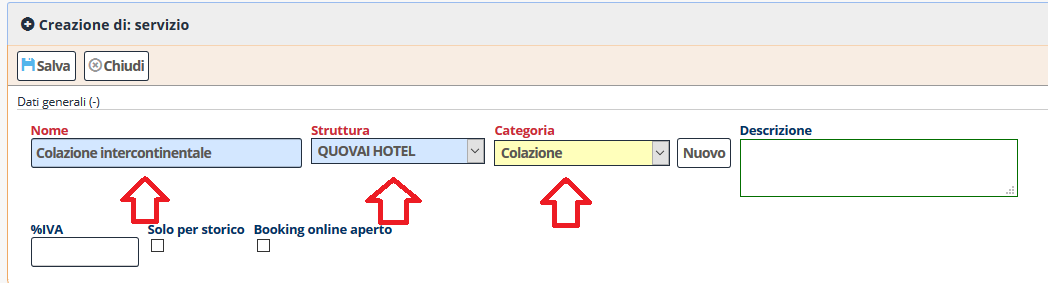 Creazione di: servizio
Salva Chiudi
Dati generali (-)
Nome Struttura Categoria Descrizione
Colazione intercontinentale QUOVAI HOTEL Colazione Nuovo
%IVA Solo per storico Booking online aperto